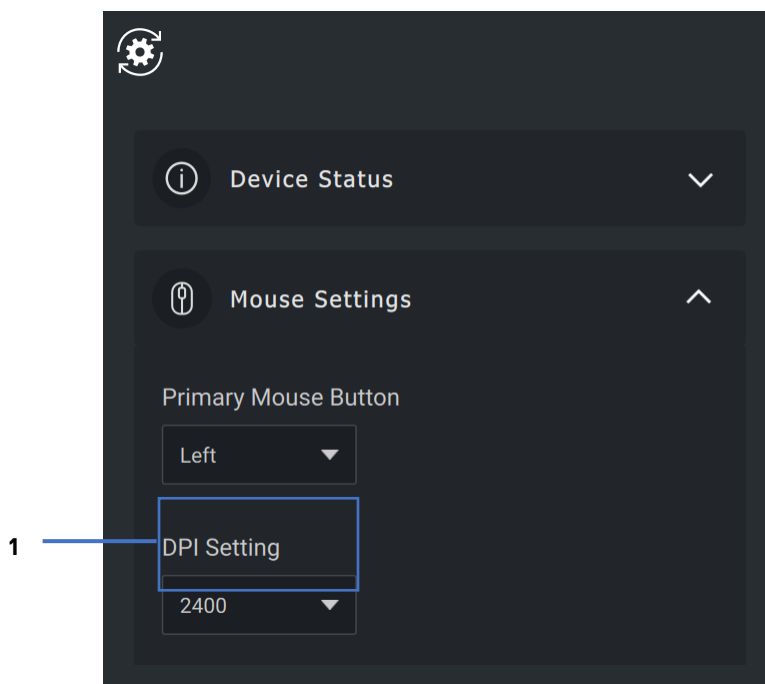 Device Status
Mouse Settings
Primary Mouse Button
Left
1
DPI Setting
2400